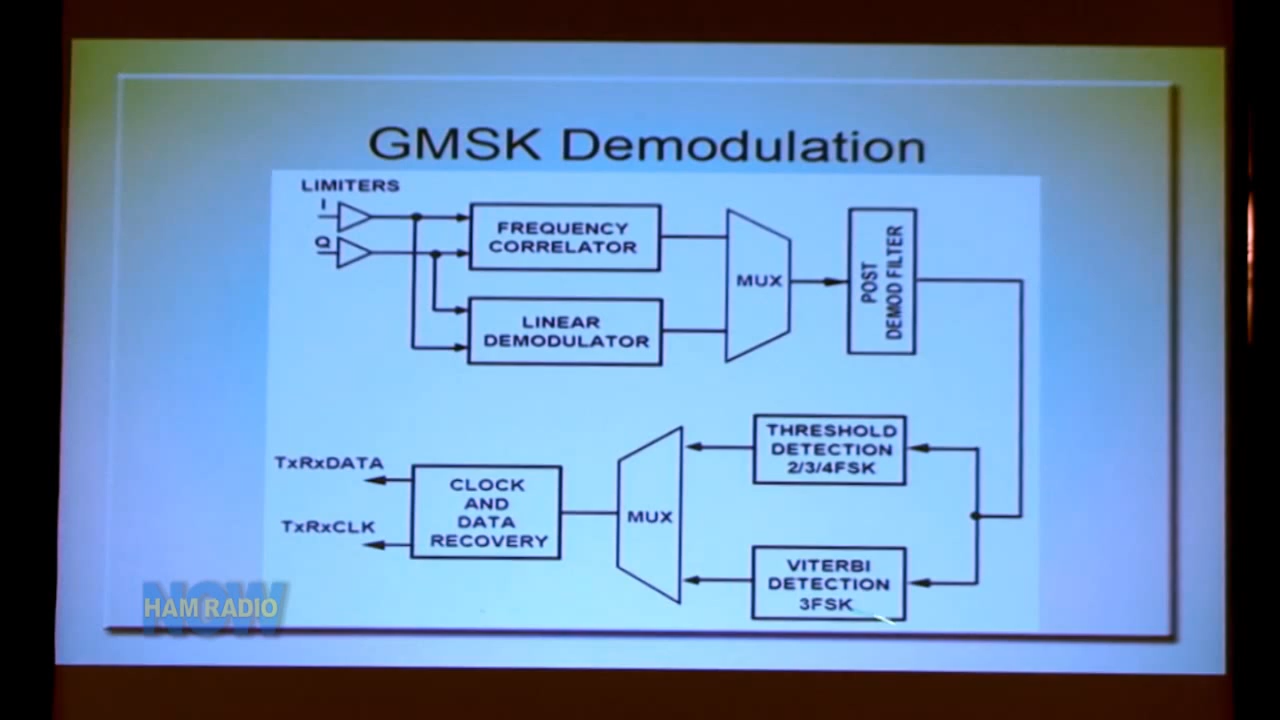 GMSK Demodulation
LIMITERS
I
Q
FREQUENCY
CORRELATOR
LINEAR
DEMODULATOR
MUX
POST
DEMOD FILTER
THRESHOLD
DETECTION
2/3/4FSK
VITERBI
DETECTION
3FSK
MUX
CLOCK
AND
DATA
RECOVERY
TxRxDATA
TxRxCLK
NOW
HAM RADIO